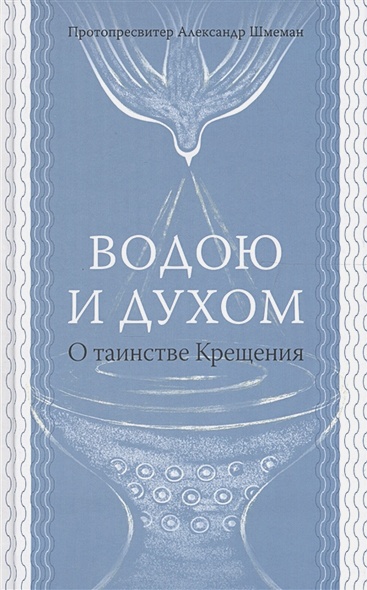 Протопресвитер Александр Шмеман
ВОДОЮ
И ДУХОМ
О таинстве Крещения